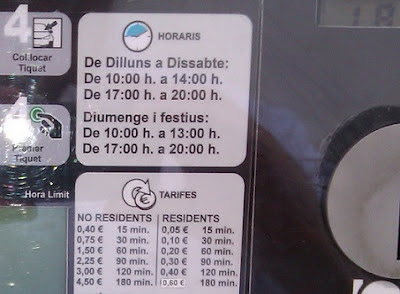 4
HORARIS
Col.locar
Tiquet
De Dilluns a Dissabte:
De 10:00 h. a 14:00 h.
De 17:00 h. a 20:00 h.
4
Diumenge i festius:
De 10:00 h. a 13:00 h.
De 17:00 h. a 20:00 h.
Tiquet
Hora Límit
€
TARIFES
NO RESIDENTS RESIDENTS
0,40 € 15 min. 0,05 € 15 min.
0,75 € 30 min. 0,10 € 30 min.
1,50 € 60 min. 0,20 € 60 min.
2,25 € 90 min. 0,30 € 90 min.
3,00 € 120 min. 0,40 € 120 min.
4,50 € 180 min. 0,60 € 180 min.